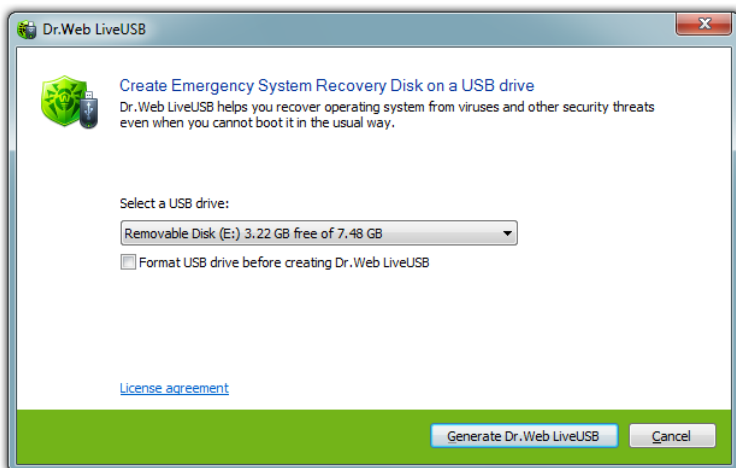 Dr.Web LiveUSB
Create Emergency System Recovery Disk on a USB drive
Dr.Web LiveUSB helps you recover operating system from viruses and other security threats
even when you cannot boot it in the usual way.
Select a USB drive:
Removable Disk (E:) 3.22 GB free of 7.48 GB
Format USB drive before creating Dr.Web LiveUSB
License agreement
Generate Dr.Web LiveUSB Cancel